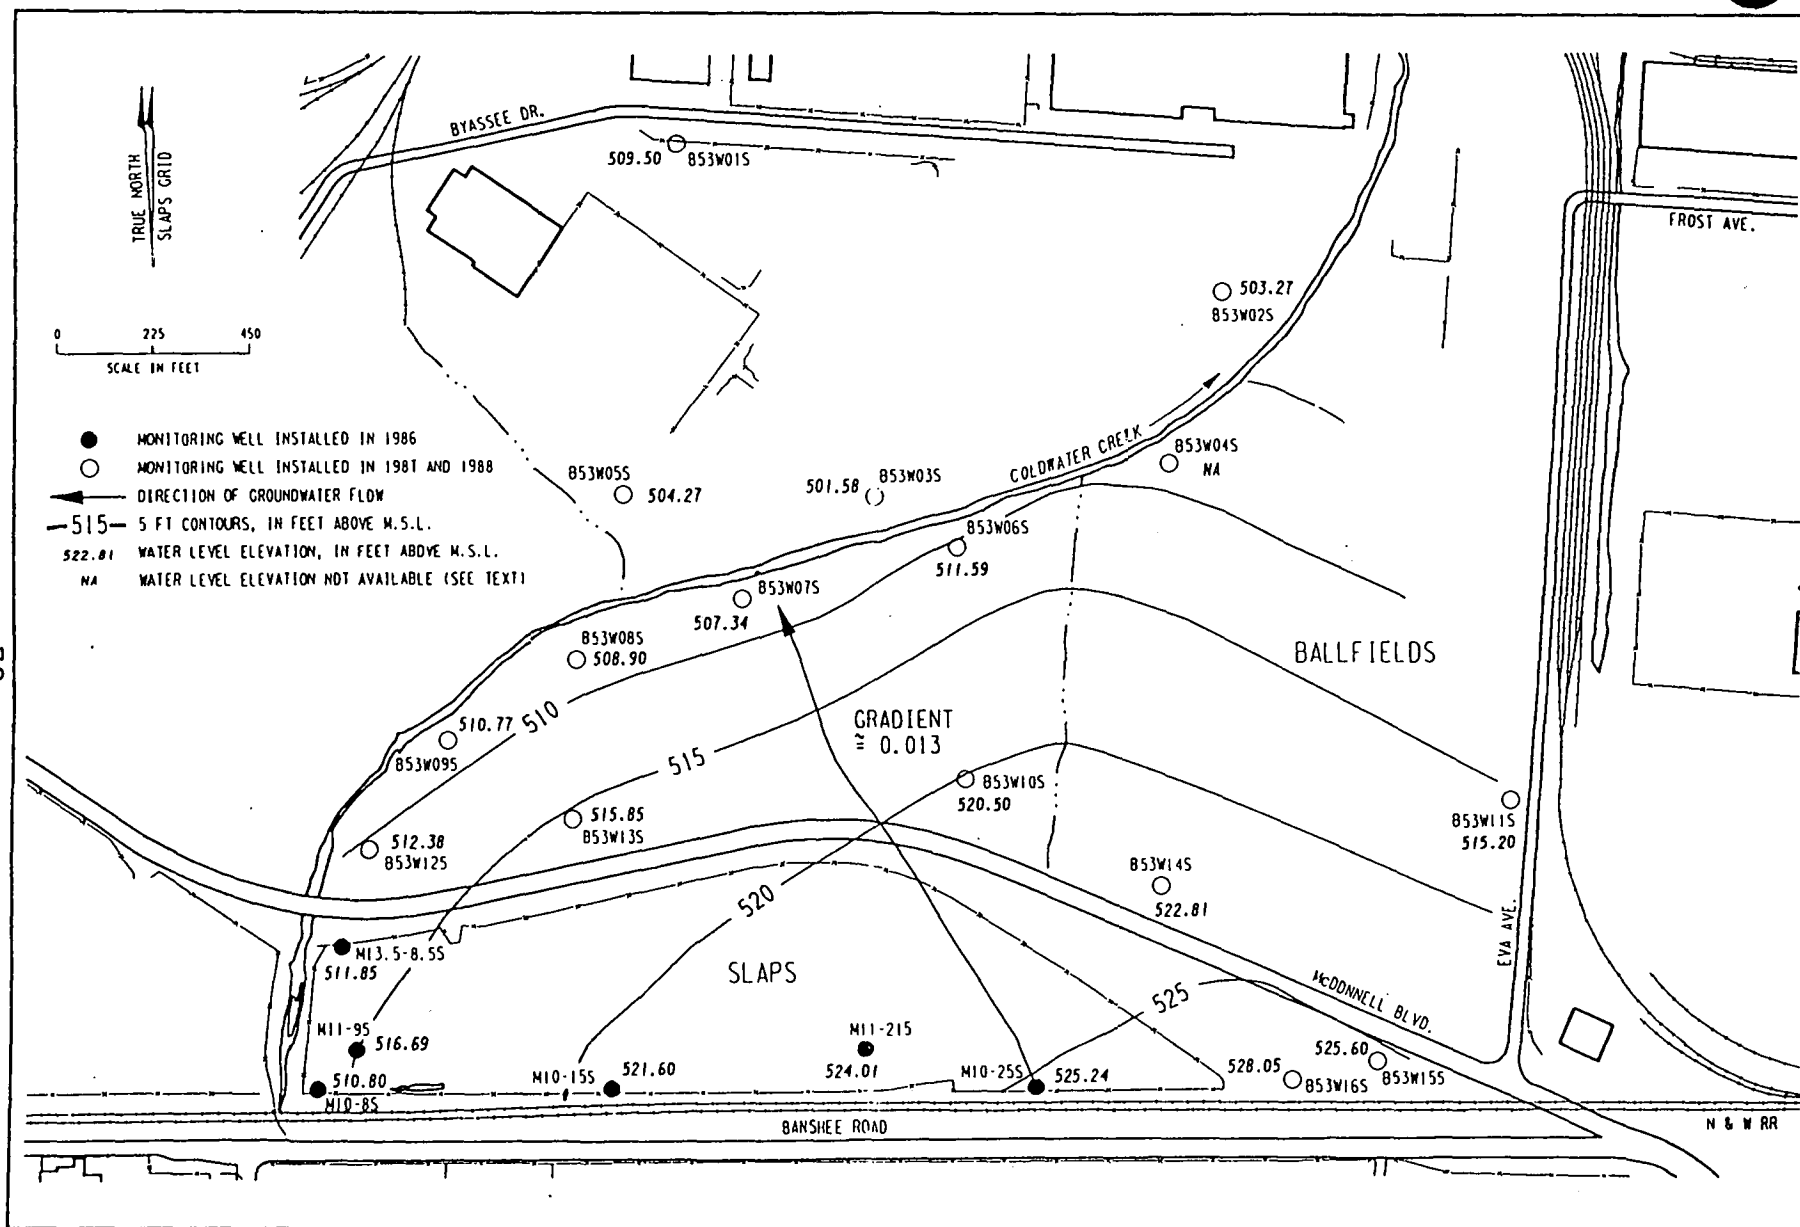 BYASSEE DR.
509.50 B53W01S
TRUE NORTH
SLAPS GRID
FROST AVE.
503.27
B53W02S
0 225 450
SCALE IN FEET
MONITORING WELL INSTALLED IN 1986
MONITORING WELL INSTALLED IN 1987 AND 1988
DIRECTION OF GROUNDWATER FLOW
515 5 FT CONTOURS, IN FEET ABOVE M.S.L.
522.81 WATER LEVEL ELEVATION, IN FEET ABOVE M.S.L.
NA WATER LEVEL ELEVATION NOT AVAILABLE (SEE TEXT)
COLDWATER CREEK
B53W04S
NA
B53W05S
504.27
501.58 B53W03S
B53W06S
511.59
B53W07S
507.34
B53W08S
508.90
BALLFIELDS
510.77
B53W09S
510
GRADIENT
≅ 0.013
515
B53W10S
520.50
515.85
B53W13S
512.38
B53W12S
B53W11S
515.20
B53W14S
522.81
520
EVA AVE.
M13.5-8.5S
511.85
SLAPS
525
McDONNELL BLVD.
M11-9S
516.69
M11-21S
524.01
510.80
M10-8S
M10-15S
521.60
M10-25S
525.24
528.05
B53W16S
525.60
B53W15S
BANSHEE ROAD
N & W RR